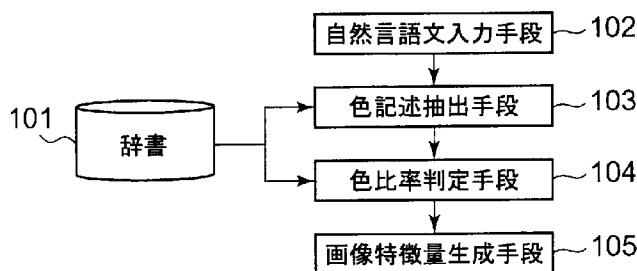 自然言語文入力手段 102
色記述抽出手段 103
101 辞書
色比率判定手段 104
画像特徴量生成手段 105